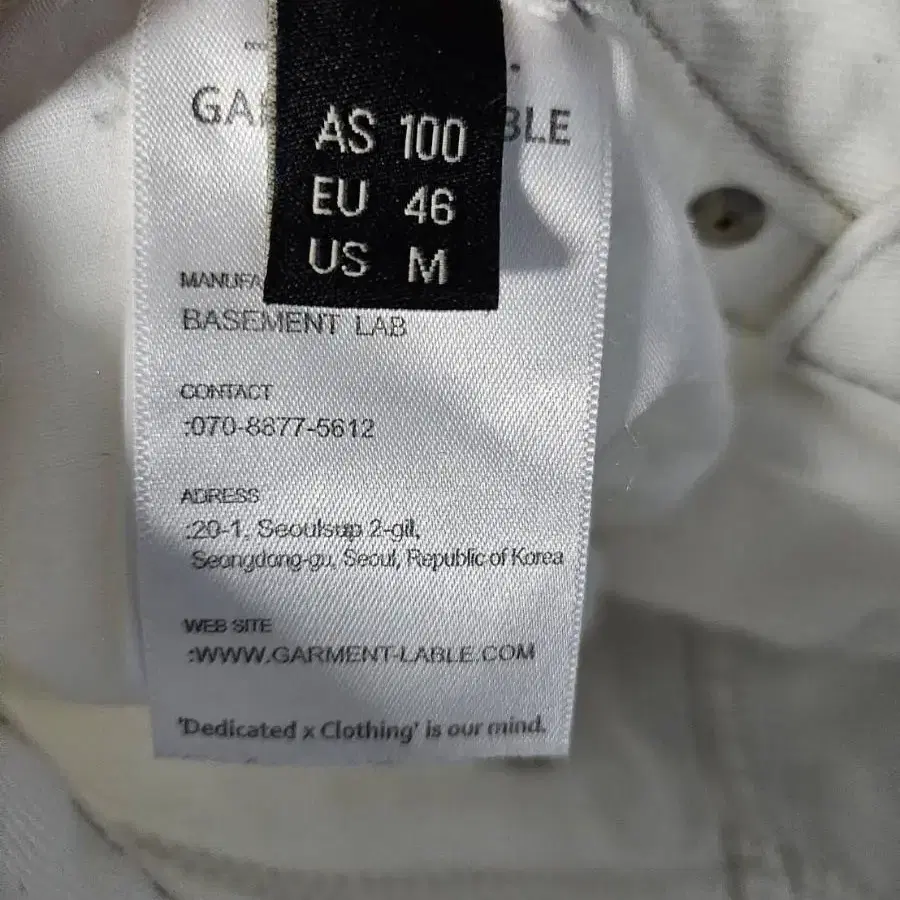 GA BLE
AS 100
EU 46
US M
MANUFA
BASEMENT LAB
CONTACT
:070-8877-5612
ADRESS
:20-1, Seoulsup 2-gil,
Seongdong-gu, Seoul, Republic of Korea
WEB SITE
:WWW.GARMENT-LABLE.COM
'Dedicated x Clothing' is our mind.